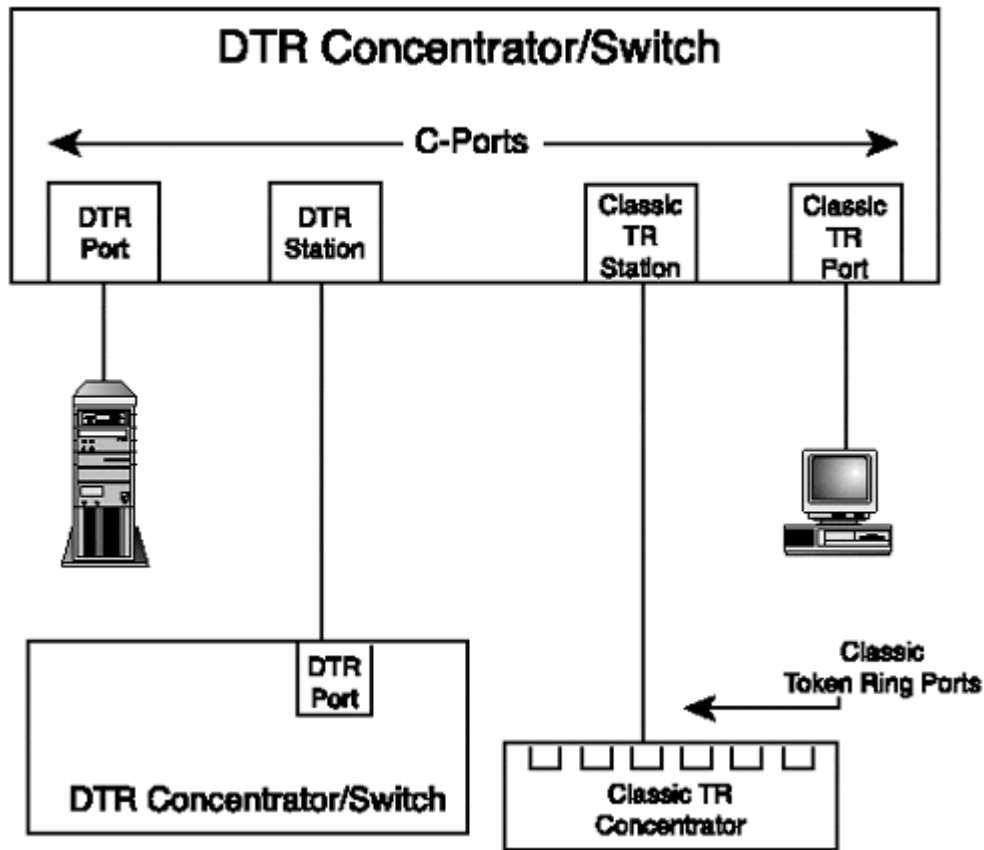 DTR Concentrator/Switch
C-Ports
DTR
Port
DTR
Station
Classic
TR
Station
Classic
TR
Port
DTR
Port
DTR Concentrator/Switch
Classic
Token Ring Ports
Classic TR
Concentrator